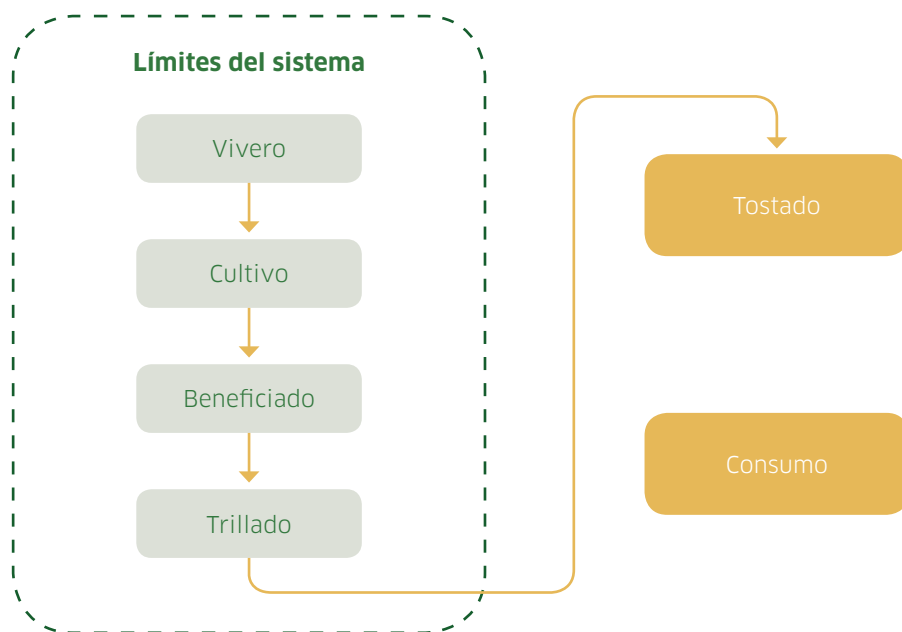 Límites del sistema
Vivero
Cultivo
Beneficiado
Trillado
Tostado
Consumo